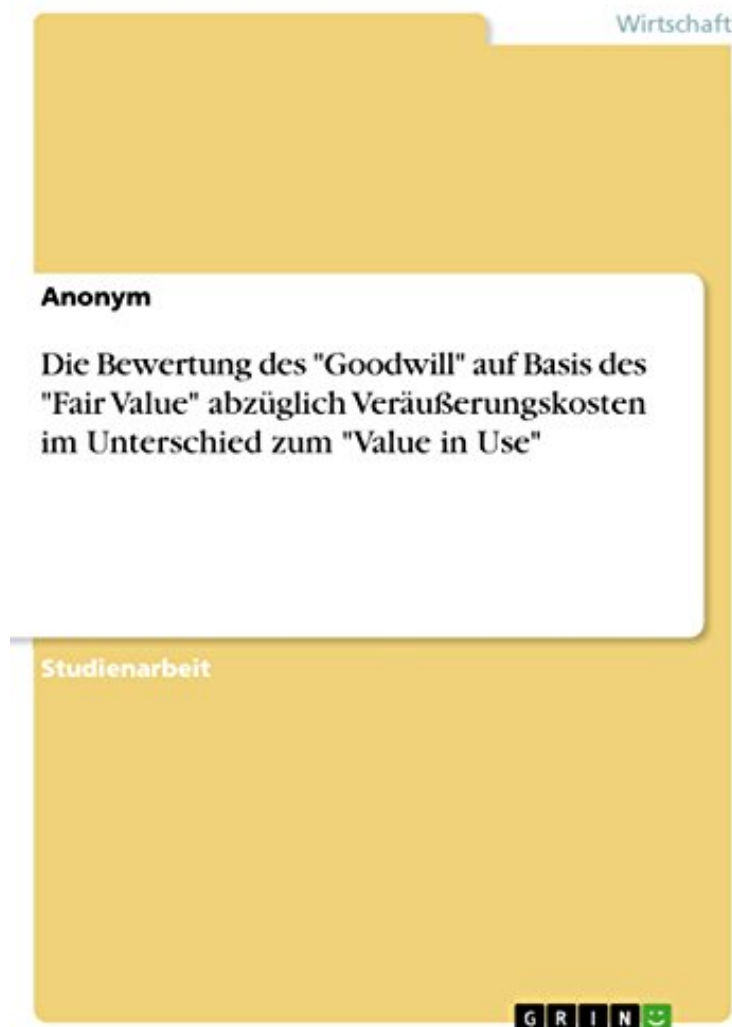 Wirtschaft
Anonym
Die Bewertung des "Goodwill" auf Basis des
"Fair Value" abzüglich Veräußerungskosten
im Unterschied zum "Value in Use"
Studienarbeit
GRIN